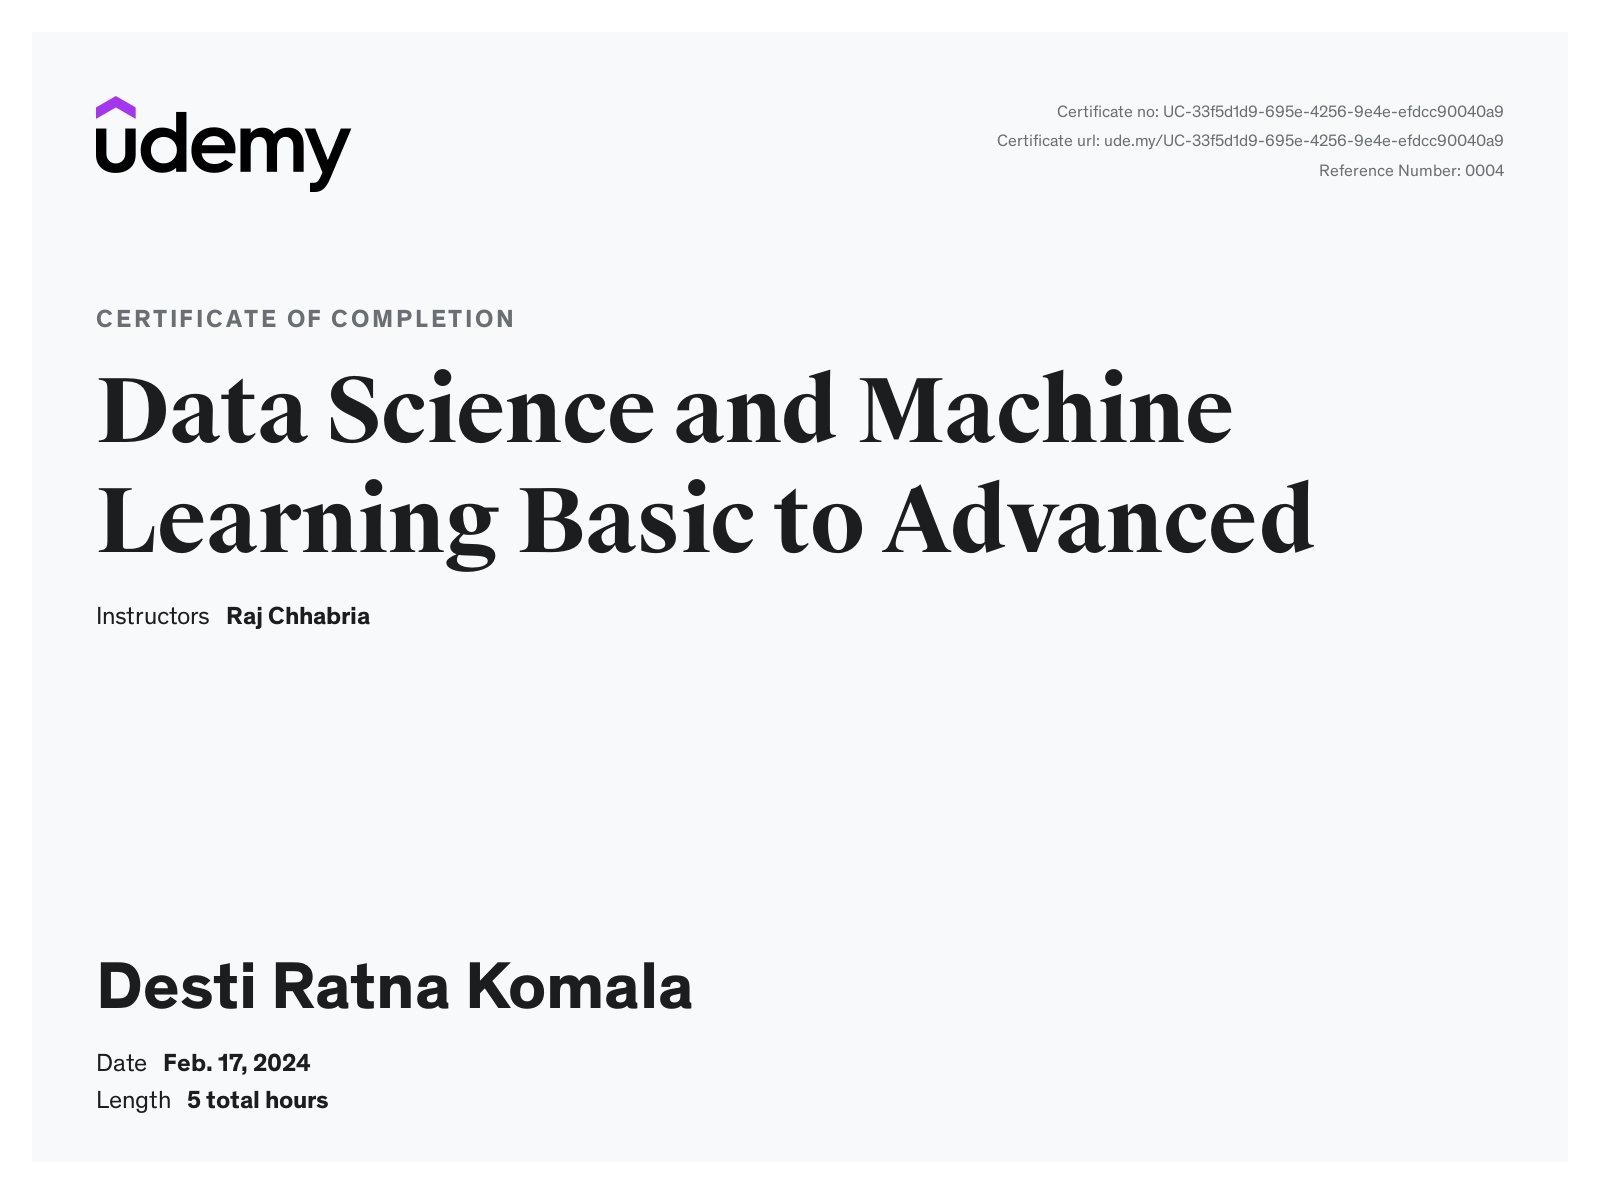 udemy
Certificate no: UC-33f5d1d9-695e-4256-9e4e-efdcc90040a9
Certificate url: ude.my/UC-33f5d1d9-695e-4256-9e4e-efdcc90040a9
Reference Number: 0004
CERTIFICATE OF COMPLETION
Data Science and Machine
Learning Basic to Advanced
Instructors Raj Chhabria
Desti Ratna Komala
Date Feb. 17, 2024
Length 5 total hours